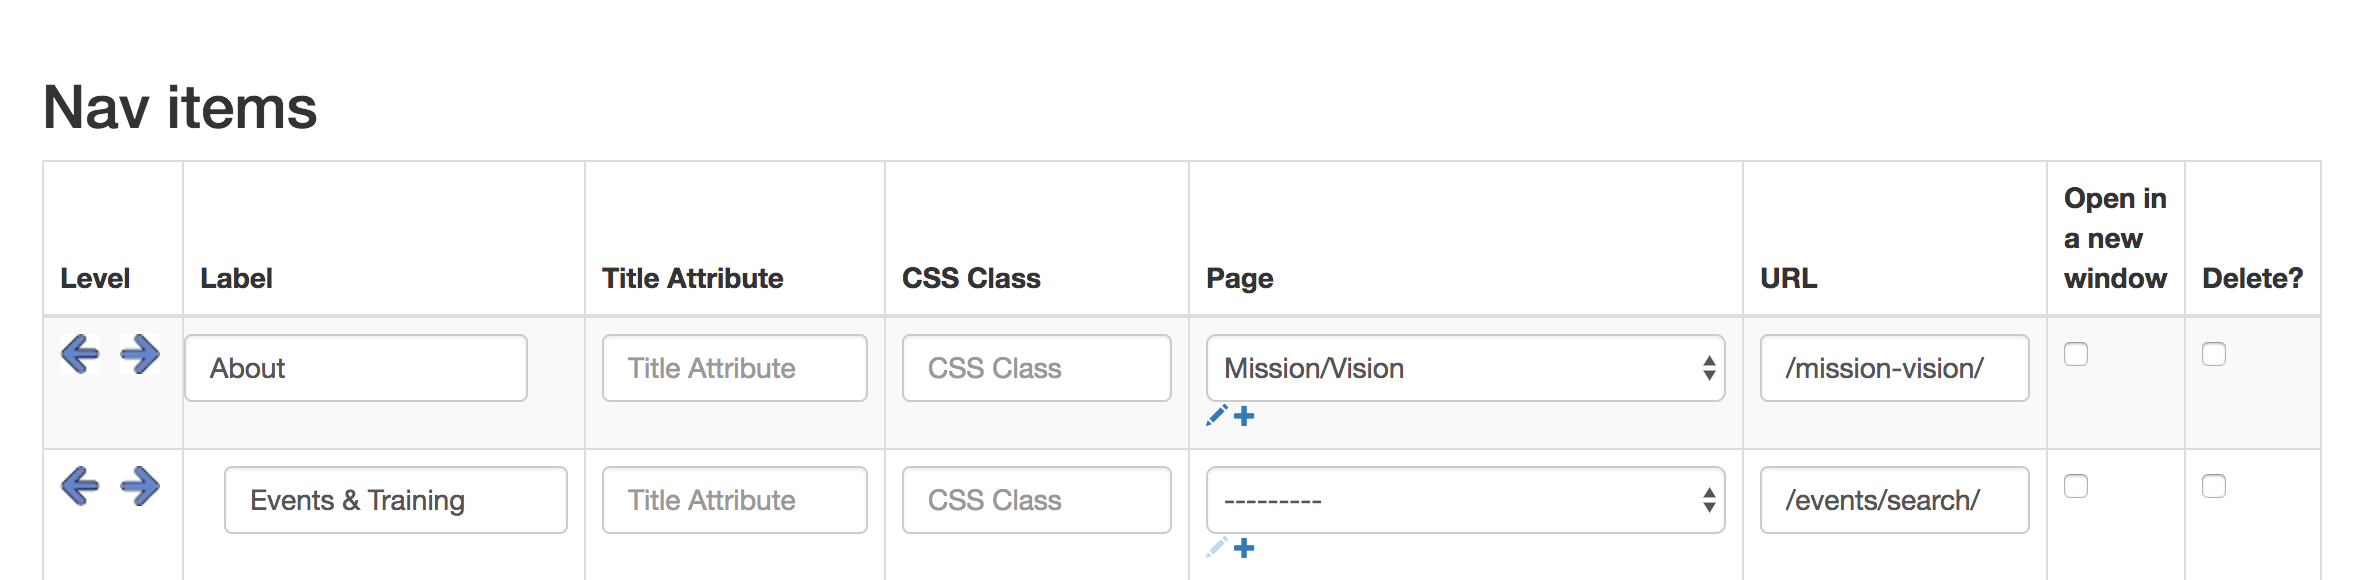 Nav items
Level Label Title Attribute CSS Class Page URL Open in a new window Delete?
About Title Attribute CSS Class Mission/Vision /mission-vision/
Events & Training Title Attribute CSS Class --------- /events/search/